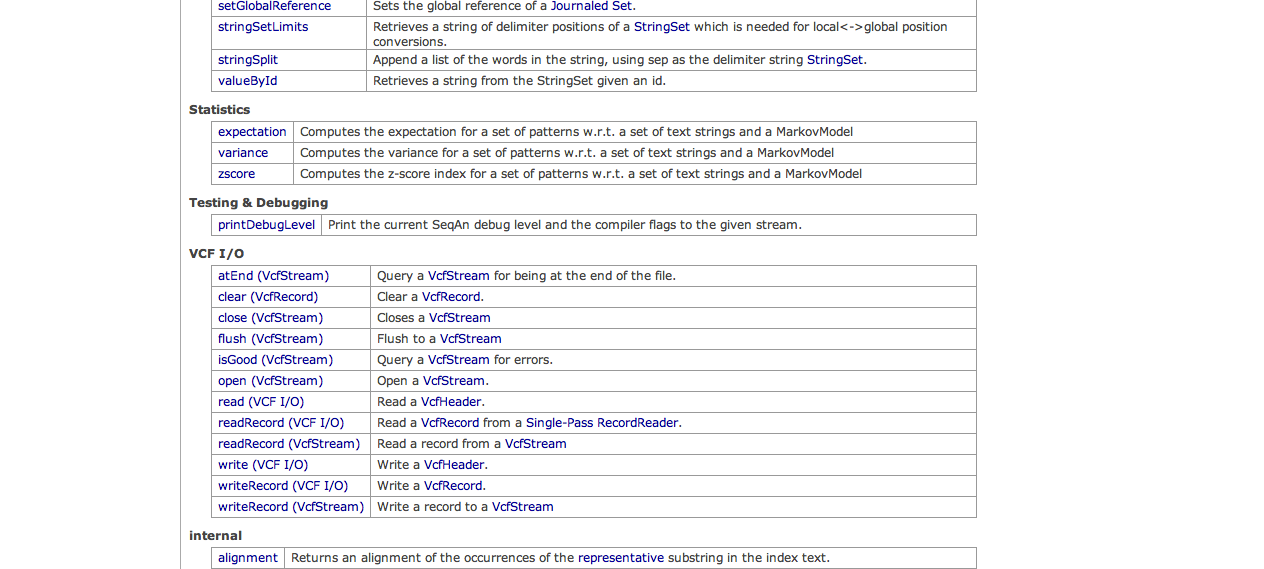 setGlobalReference Sets the global reference of a Journaled Set.
stringSetLimits Retrieves a string of delimiter positions of a StringSet which is needed for local<->global position
conversions.
stringSplit Append a list of the words in the string, using sep as the delimiter string StringSet.
valueById Retrieves a string from the StringSet given an id.
Statistics
expectation Computes the expectation for a set of patterns w.r.t. a set of text strings and a MarkovModel
variance Computes the variance for a set of patterns w.r.t. a set of text strings and a MarkovModel
zscore Computes the z-score index for a set of patterns w.r.t. a set of text strings and a MarkovModel
Testing & Debugging
printDebugLevel Print the current SeqAn debug level and the compiler flags to the given stream.
VCF I/O
atEnd (VcfStream) Query a VcfStream for being at the end of the file.
clear (VcfRecord) Clear a VcfRecord.
close (VcfStream) Closes a VcfStream
flush (VcfStream) Flush to a VcfStream
isGood (VcfStream) Query a VcfStream for errors.
open (VcfStream) Open a VcfStream.
read (VCF I/O) Read a VcfHeader.
readRecord (VCF I/O) Read a VcfRecord from a Single-Pass RecordReader.
readRecord (VcfStream) Read a record from a VcfStream
write (VCF I/O) Write a VcfHeader.
writeRecord (VCF I/O) Write a VcfRecord.
writeRecord (VcfStream) Write a record to a VcfStream
internal
alignment Returns an alignment of the occurrences of the representative substring in the index text.